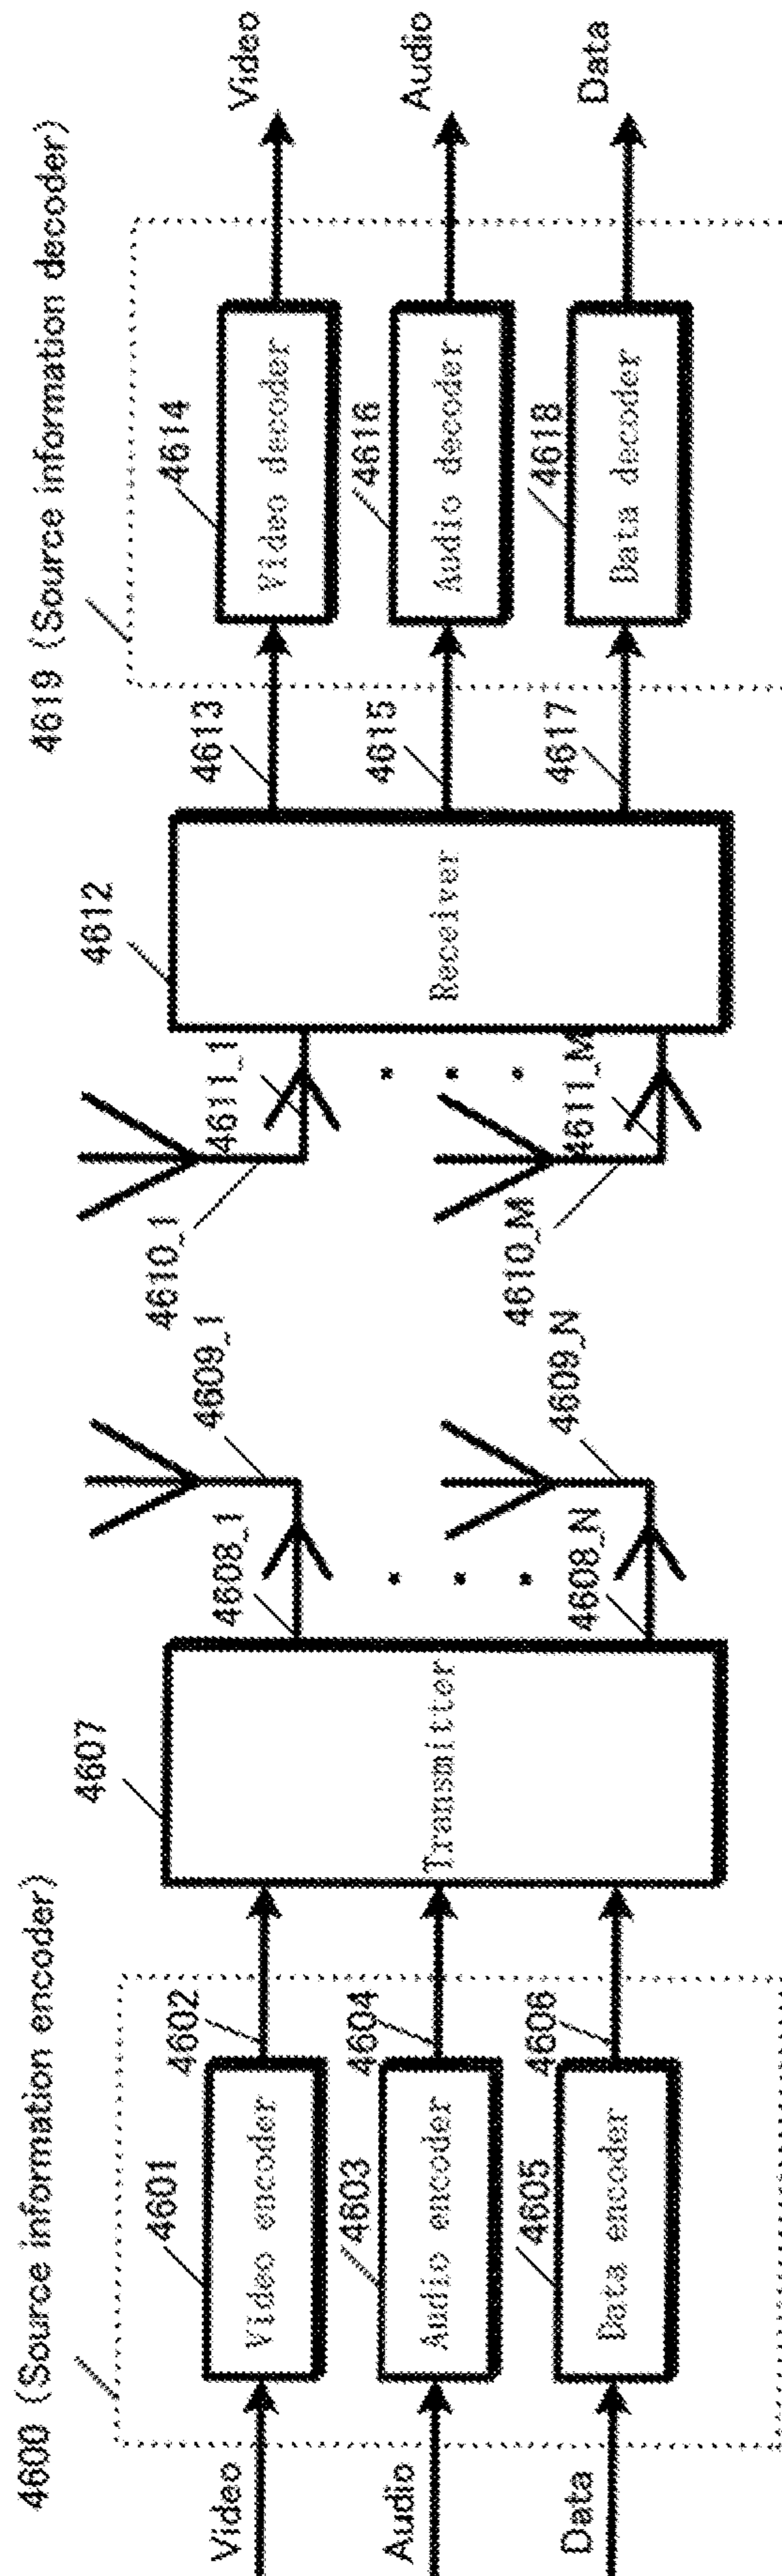 4600 (Source information encoder)
Video
4601
Video encoder
4602
Audio
4603
Audio encoder
4604
Data
4605
Data encoder
4606
4607
Transmitter
4608_1
4609_1
4608_N
4609_N
4610_1
4611_1
4610_M
4611_M
4612
Receiver
4619 (Source information decoder)
4613
4614
Video decoder
Video
4615
4616
Audio decoder
Audio
4617
4618
Data decoder
Data